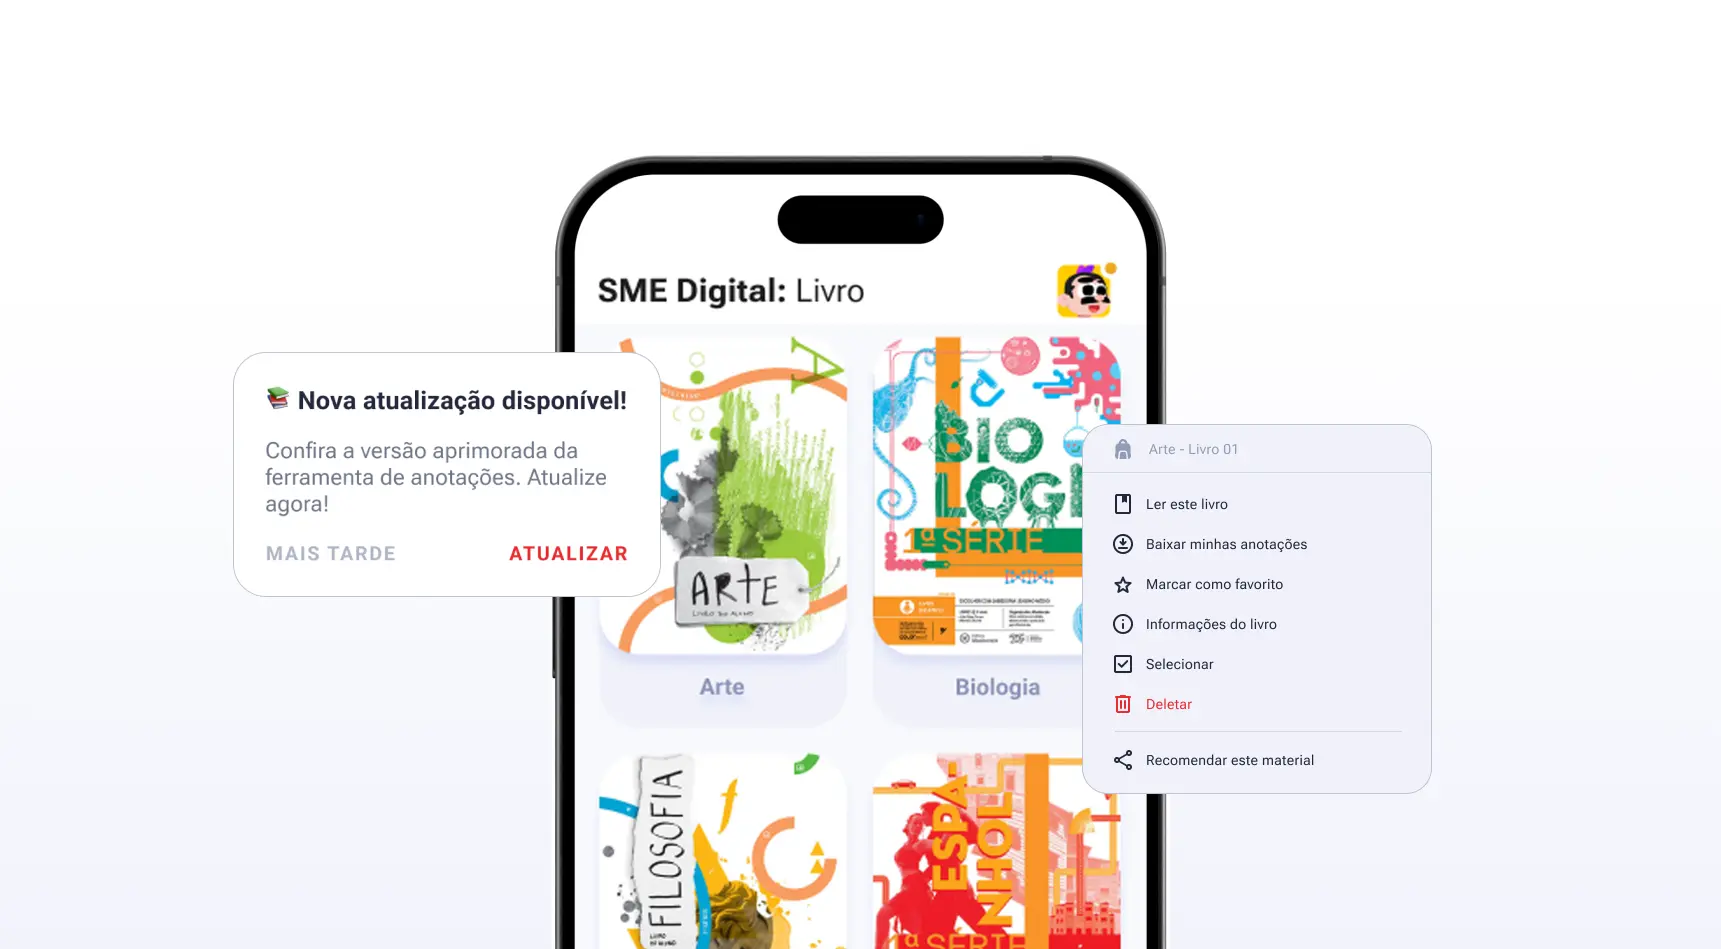 SME Digital: Livro
📚 Nova atualização disponível!
Confira a versão aprimorada da
ferramenta de anotações. Atualize
agora!
MAIS TARDE
ATUALIZAR
A
ARTE
LIVRO DO ALUNO
Arte
BIO
LOGI
1ª SÉRIE
Biologia
Arte - Livro 01
Ler este livro
Baixar minhas anotações
Marcar como favorito
Informações do livro
Selecionar
Deletar
Recomendar este material
FILOSOFIA
f
ESPA
NHOL
1ª SÉRIE